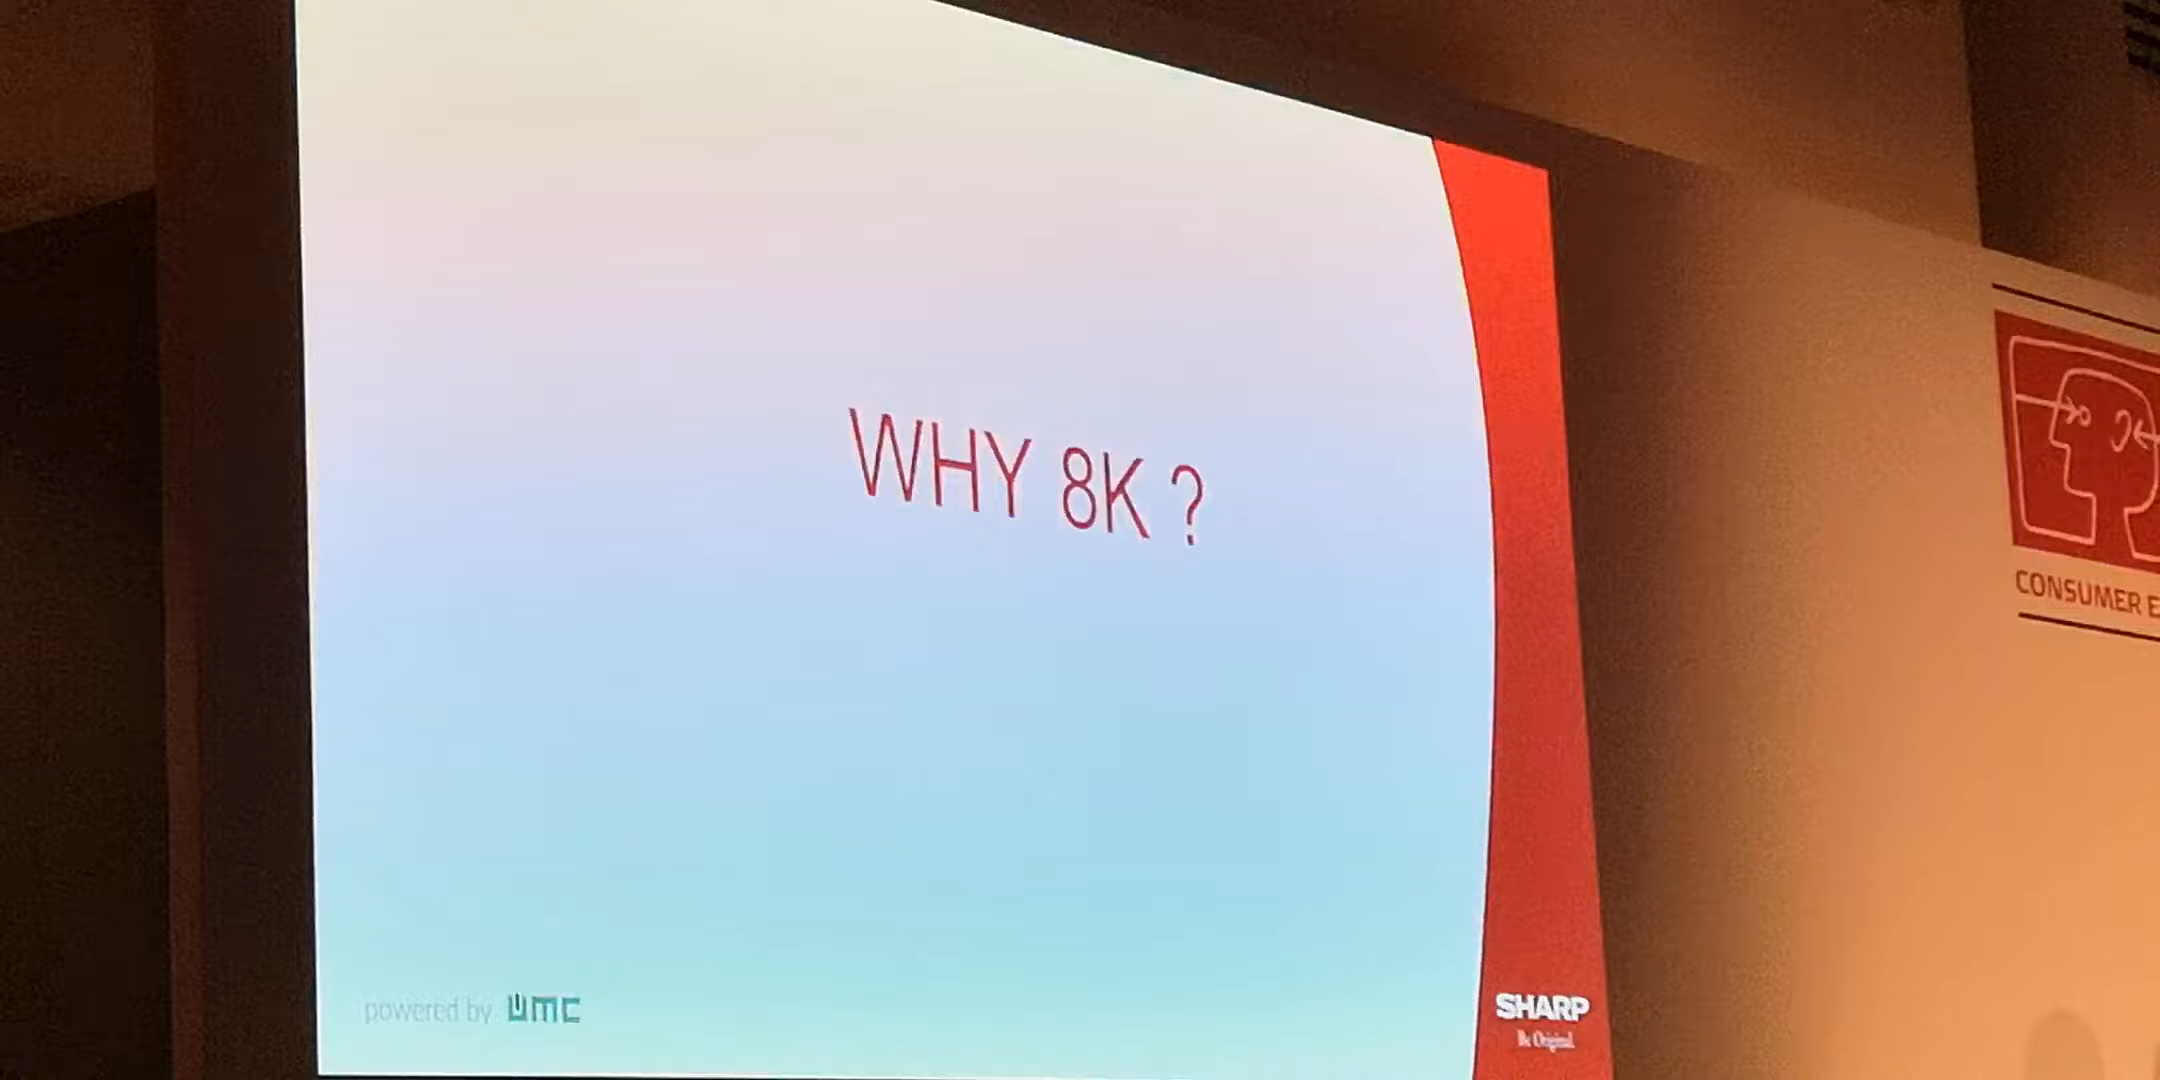 WHY 8K ?
powered by umc
SHARP
Be Original.
CONSUMER E